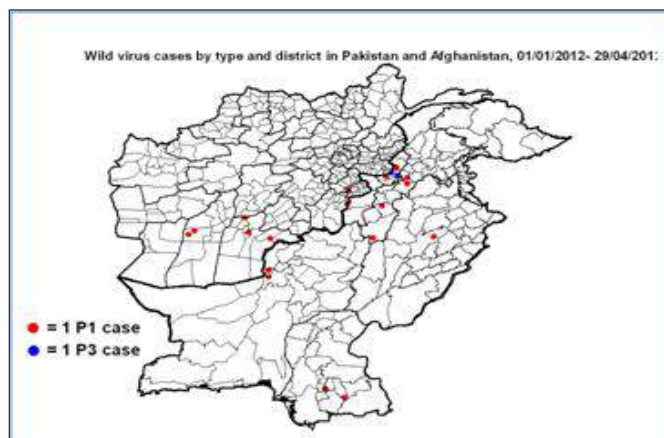 Wild virus cases by type and district in Pakistan and Afghanistan, 01/01/2012- 29/04/201
= 1 P1 case
= 1 P3 case